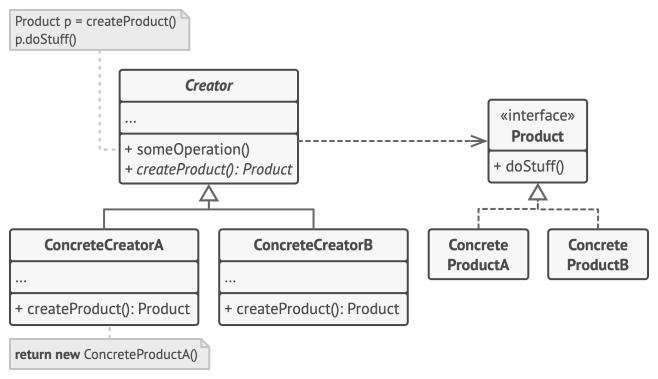 Product p = createProduct()
p.doStuff()
Creator
...
+ someOperation()
+ createProduct(): Product
«interface»
Product
+ doStuff()
ConcreteCreatorA
...
+ createProduct(): Product
ConcreteCreatorB
...
+ createProduct(): Product
Concrete
ProductA
Concrete
ProductB
return new ConcreteProductA()